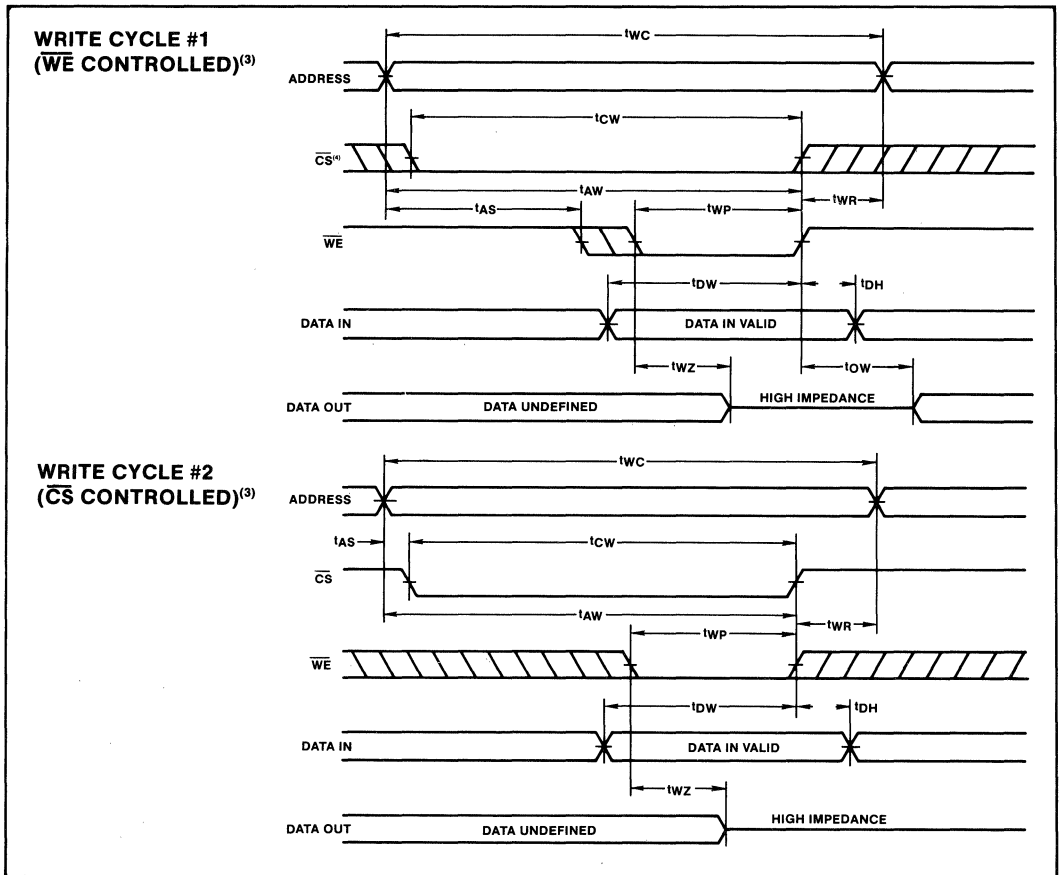 WRITE CYCLE #1
(WE CONTROLLED)(3)
tWC
ADDRESS
tCW
CS(4)
tAW
tAS
tWP
tWR
WE
tDW
tDH
DATA IN
DATA IN VALID
tWZ
tOW
DATA OUT
DATA UNDEFINED
HIGH IMPEDANCE
WRITE CYCLE #2
(CS CONTROLLED)(3)
tWC
ADDRESS
tAS
tCW
CS
tAW
tWP
tWR
WE
tDW
tDH
DATA IN
DATA IN VALID
tWZ
DATA OUT
DATA UNDEFINED
HIGH IMPEDANCE